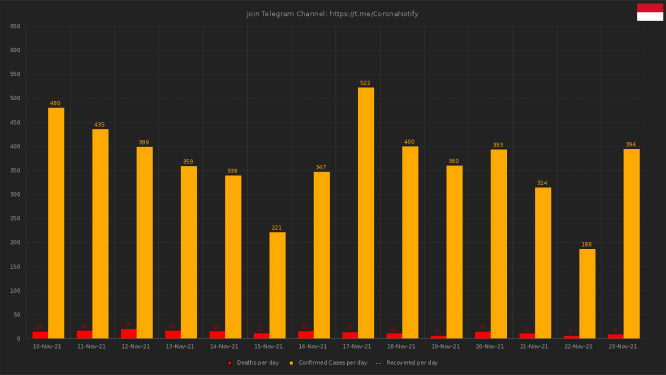 Join Telegram Channel: https://t.me/CoronaNotify
650
600
550
500
450
400
350
300
250
200
150
100
50
0
480
435
399
359
339
221
347
522
400
360
393
314
186
394
10-Nov-21
11-Nov-21
12-Nov-21
13-Nov-21
14-Nov-21
15-Nov-21
16-Nov-21
17-Nov-21
18-Nov-21
19-Nov-21
20-Nov-21
21-Nov-21
22-Nov-21
23-Nov-21
Deaths per day
Confirmed Cases per day
Recovered per day